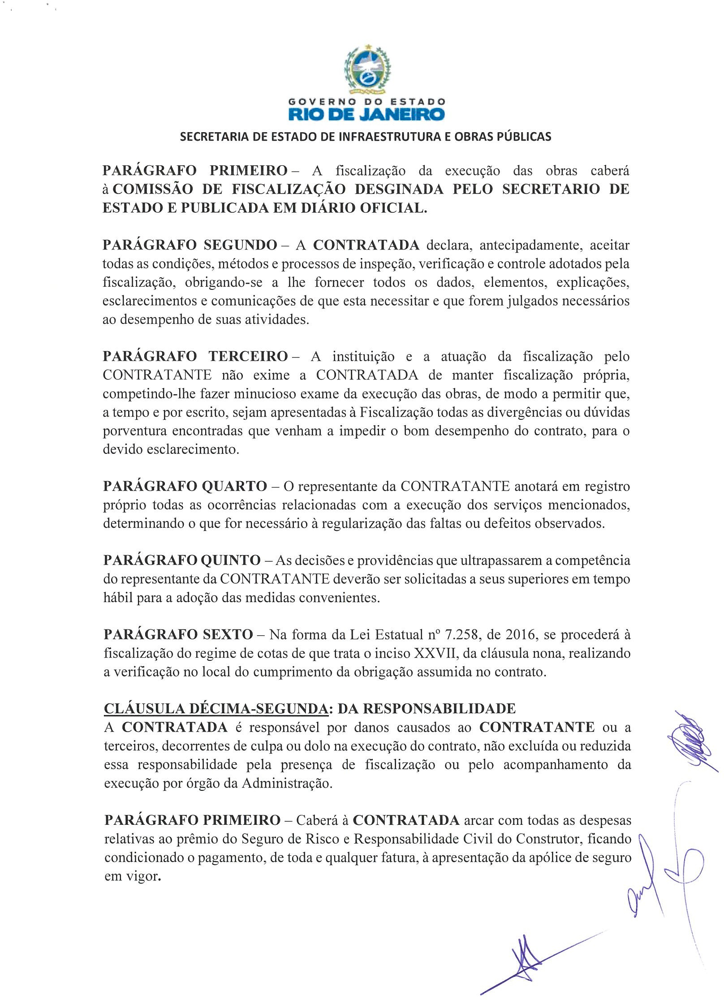 GOVERNO DO ESTADO
RIO DE JANEIRO
SECRETARIA DE ESTADO DE INFRAESTRUTURA E OBRAS PÚBLICAS
PARÁGRAFO PRIMEIRO – A fiscalização da execução das obras caberá
à COMISSÃO DE FISCALIZAÇÃO DESGINADA PELO SECRETARIO DE
ESTADO E PUBLICADA EM DIÁRIO OFICIAL.
PARÁGRAFO SEGUNDO – A CONTRATADA declara, antecipadamente, aceitar
todas as condições, métodos e processos de inspeção, verificação e controle adotados pela
fiscalização, obrigando-se a lhe fornecer todos os dados, elementos, explicações,
esclarecimentos e comunicações de que esta necessitar e que forem julgados necessários
ao desempenho de suas atividades.
PARÁGRAFO TERCEIRO – A instituição e a atuação da fiscalização pelo
CONTRATANTE não exime a CONTRATADA de manter fiscalização própria,
competindo-lhe fazer minucioso exame da execução das obras, de modo a permitir que,
a tempo e por escrito, sejam apresentadas à Fiscalização todas as divergências ou dúvidas
porventura encontradas que venham a impedir o bom desempenho do contrato, para o
devido esclarecimento.
PARÁGRAFO QUARTO – O representante da CONTRATANTE anotará em registro
próprio todas as ocorrências relacionadas com a execução dos serviços mencionados,
determinando o que for necessário à regularização das faltas ou defeitos observados.
PARÁGRAFO QUINTO – As decisões e providências que ultrapassarem a competência
do representante da CONTRATANTE deverão ser solicitadas a seus superiores em tempo
hábil para a adoção das medidas convenientes.
PARÁGRAFO SEXTO – Na forma da Lei Estatual nº 7.258, de 2016, se procederá à
fiscalização do regime de cotas de que trata o inciso XXVII, da cláusula nona, realizando
a verificação no local do cumprimento da obrigação assumida no contrato.
CLÁUSULA DÉCIMA-SEGUNDA: DA RESPONSABILIDADE
A CONTRATADA é responsável por danos causados ao CONTRATANTE ou a
terceiros, decorrentes de culpa ou dolo na execução do contrato, não excluída ou reduzida
essa responsabilidade pela presença de fiscalização ou pelo acompanhamento da
execução por órgão da Administração.
PARÁGRAFO PRIMEIRO – Caberá à CONTRATADA arcar com todas as despesas
relativas ao prêmio do Seguro de Risco e Responsabilidade Civil do Construtor, ficando
condicionado o pagamento, de toda e qualquer fatura, à apresentação da apólice de seguro
em vigor.